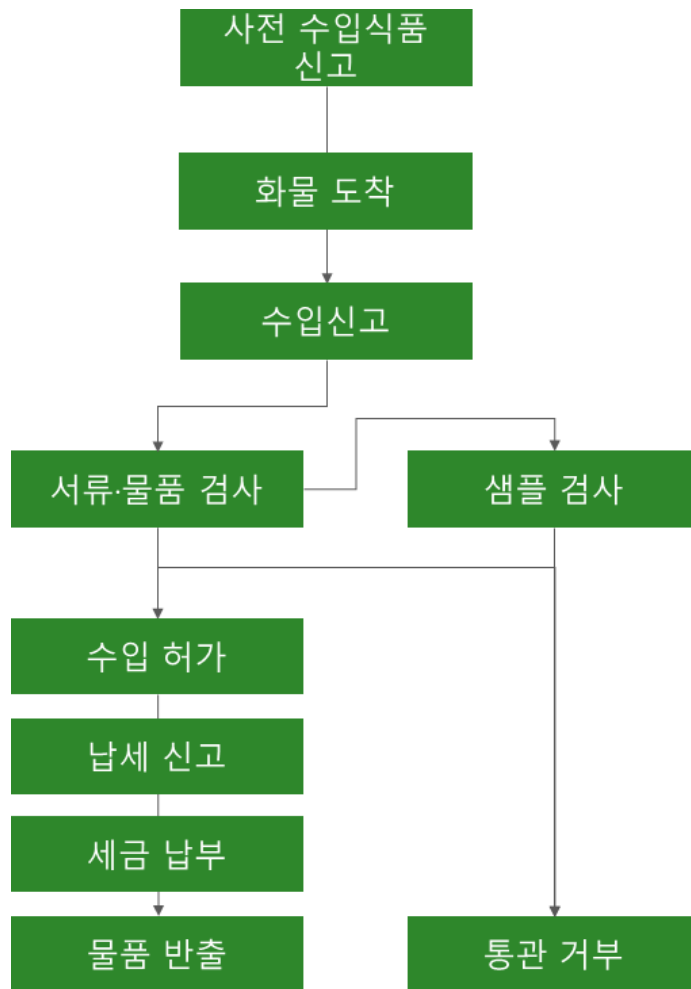 사전 수입식품
신고
화물 도착
수입신고
서류·물품 검사
샘플 검사
수입 허가
납세 신고
세금 납부
물품 반출
통관 거부